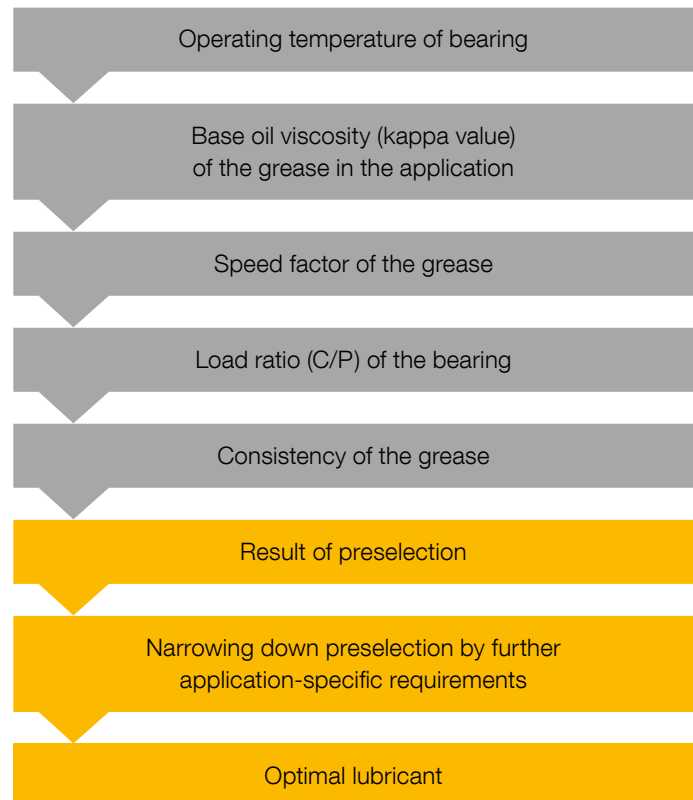 Operating temperature of bearing
Base oil viscosity (kappa value)
of the grease in the application
Speed factor of the grease
Load ratio (C/P) of the bearing
Consistency of the grease
Result of preselection
Narrowing down preselection by further
application-specific requirements
Optimal lubricant